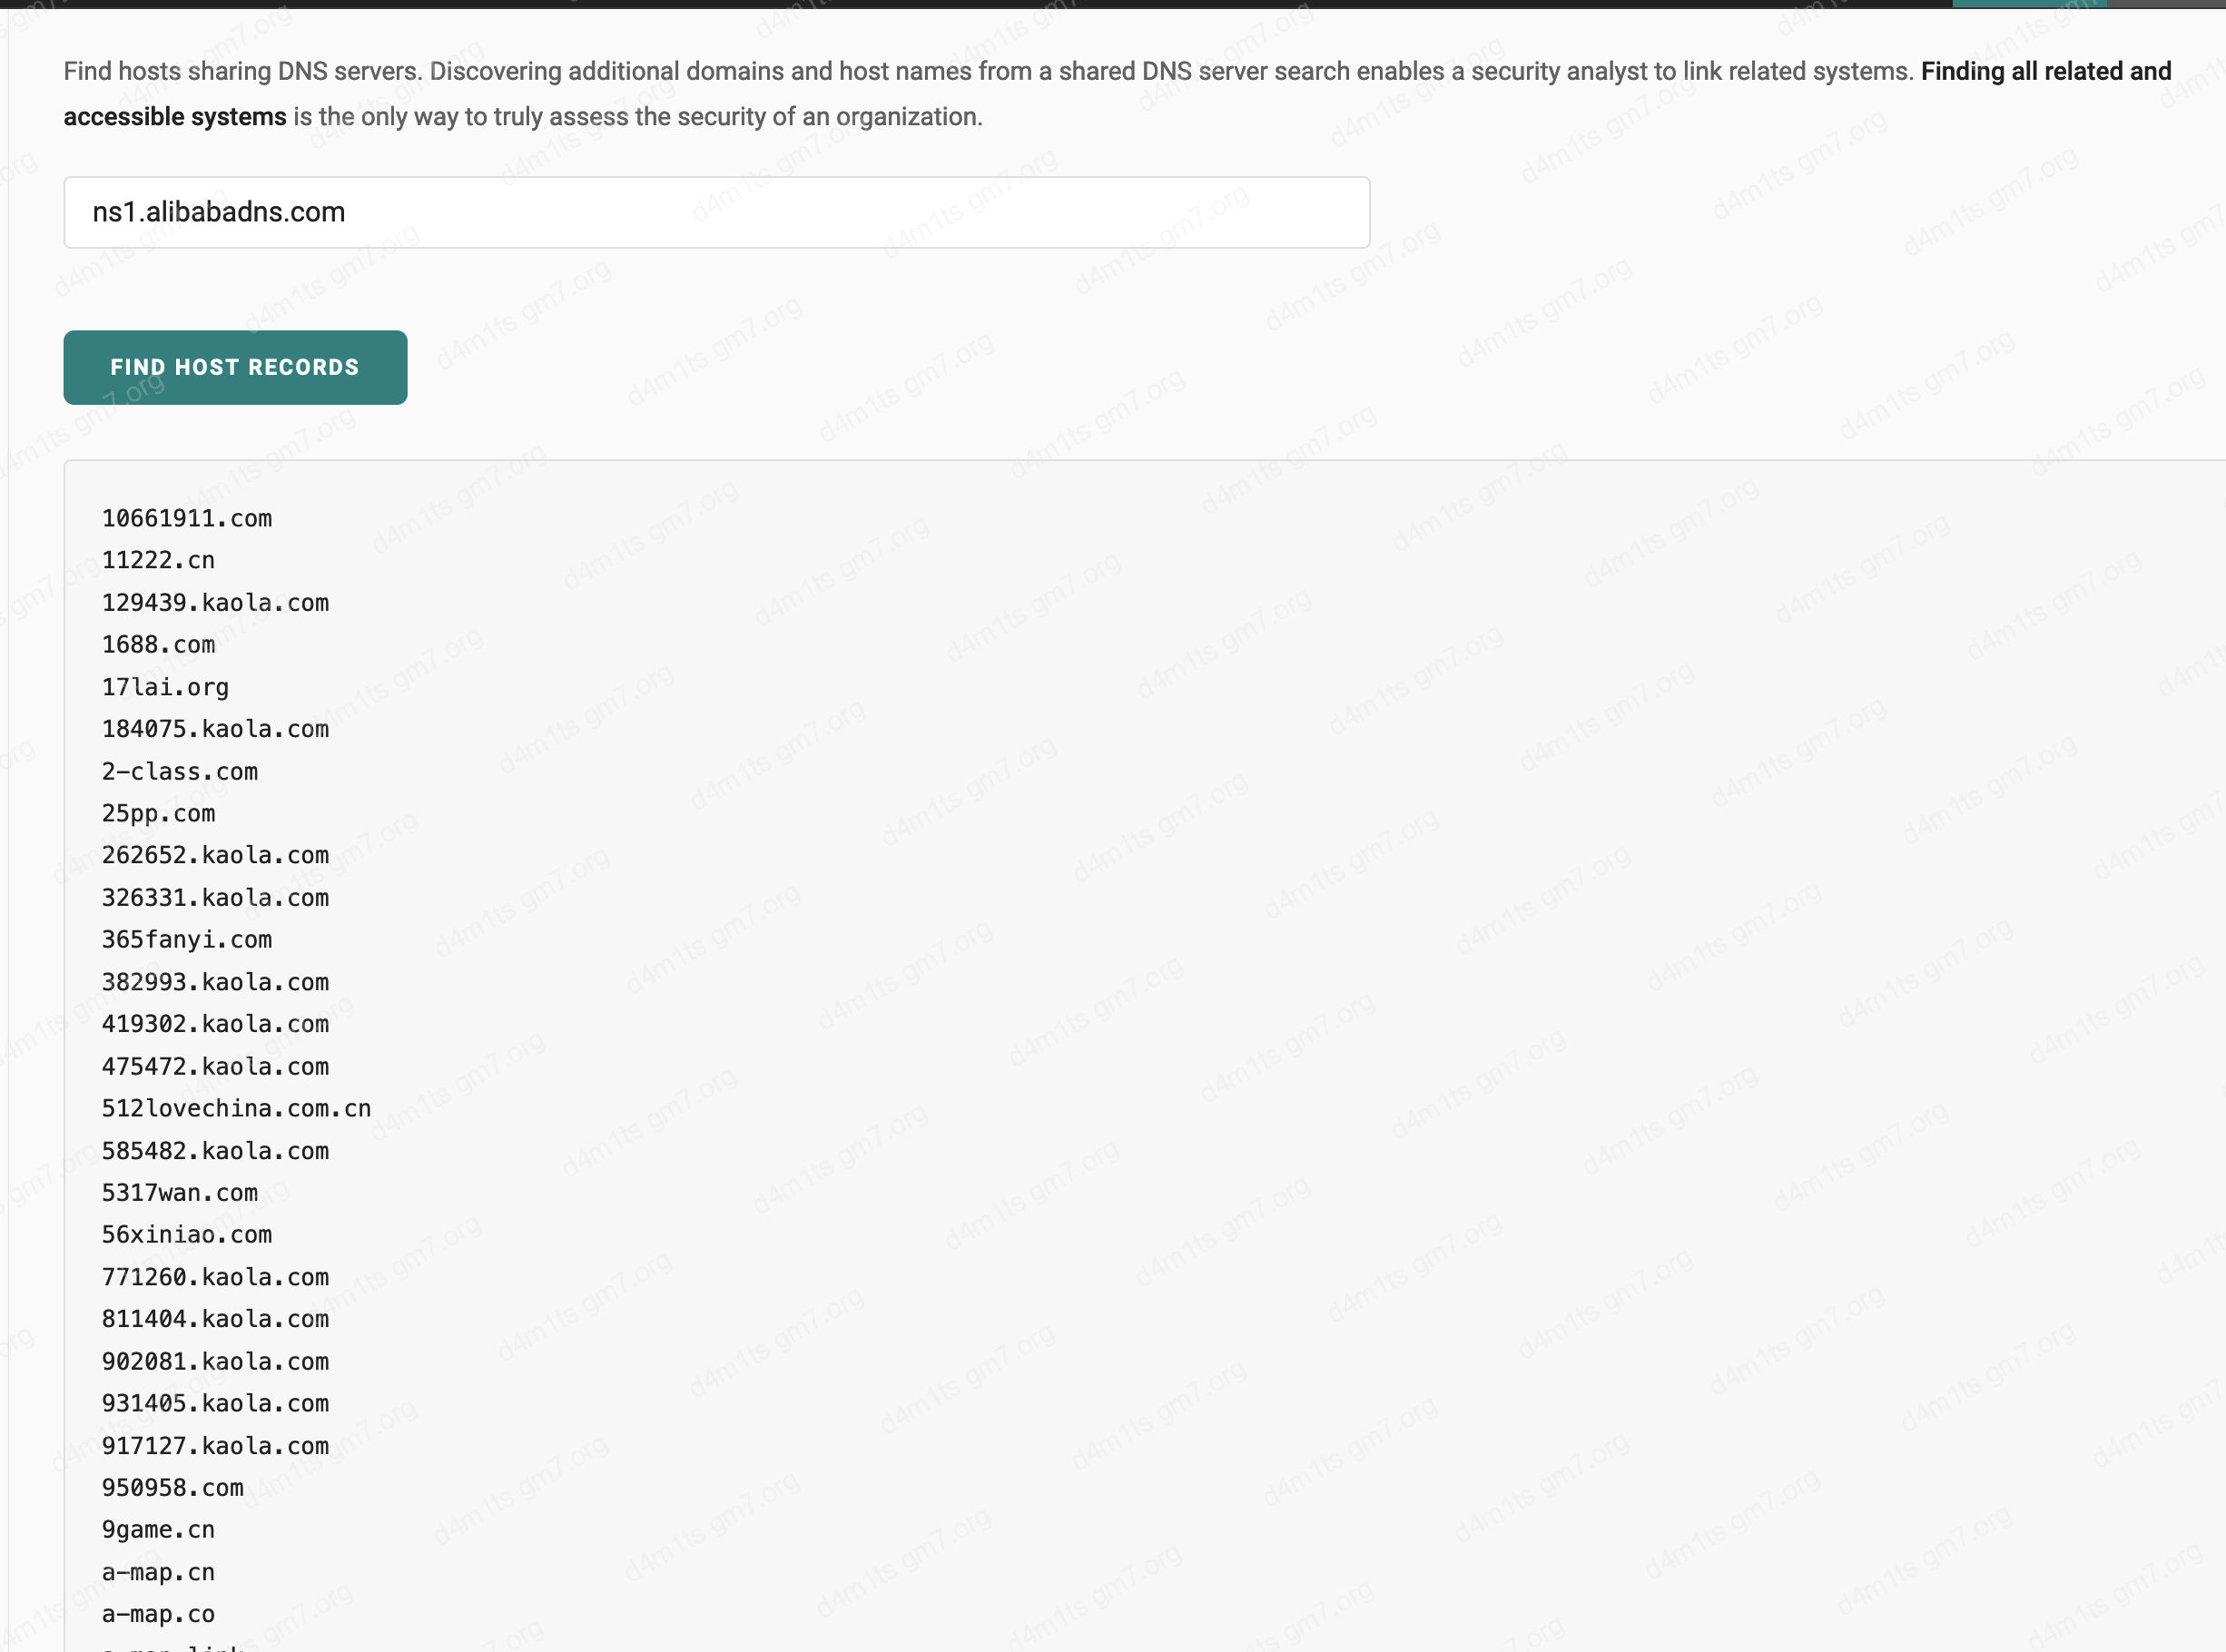 Find hosts sharing DNS servers. Discovering additional domains and host names from a shared DNS server search enables a security analyst to link related systems. Finding all related and
accessible systems is the only way to truly assess the security of an organization.
ns1.alibabadns.com
FIND HOST RECORDS
10661911.com
11222.cn
129439.kaola.com
1688.com
17lai.org
184075.kaola.com
2-class.com
25pp.com
262652.kaola.com
326331.kaola.com
365fanyi.com
382993.kaola.com
419302.kaola.com
475472.kaola.com
512lovechina.com.cn
585482.kaola.com
5317wan.com
56xiniao.com
771260.kaola.com
811404.kaola.com
902081.kaola.com
931405.kaola.com
917127.kaola.com
950958.com
9game.cn
a-map.cn
a-map.co
d4m1ts gm7.org